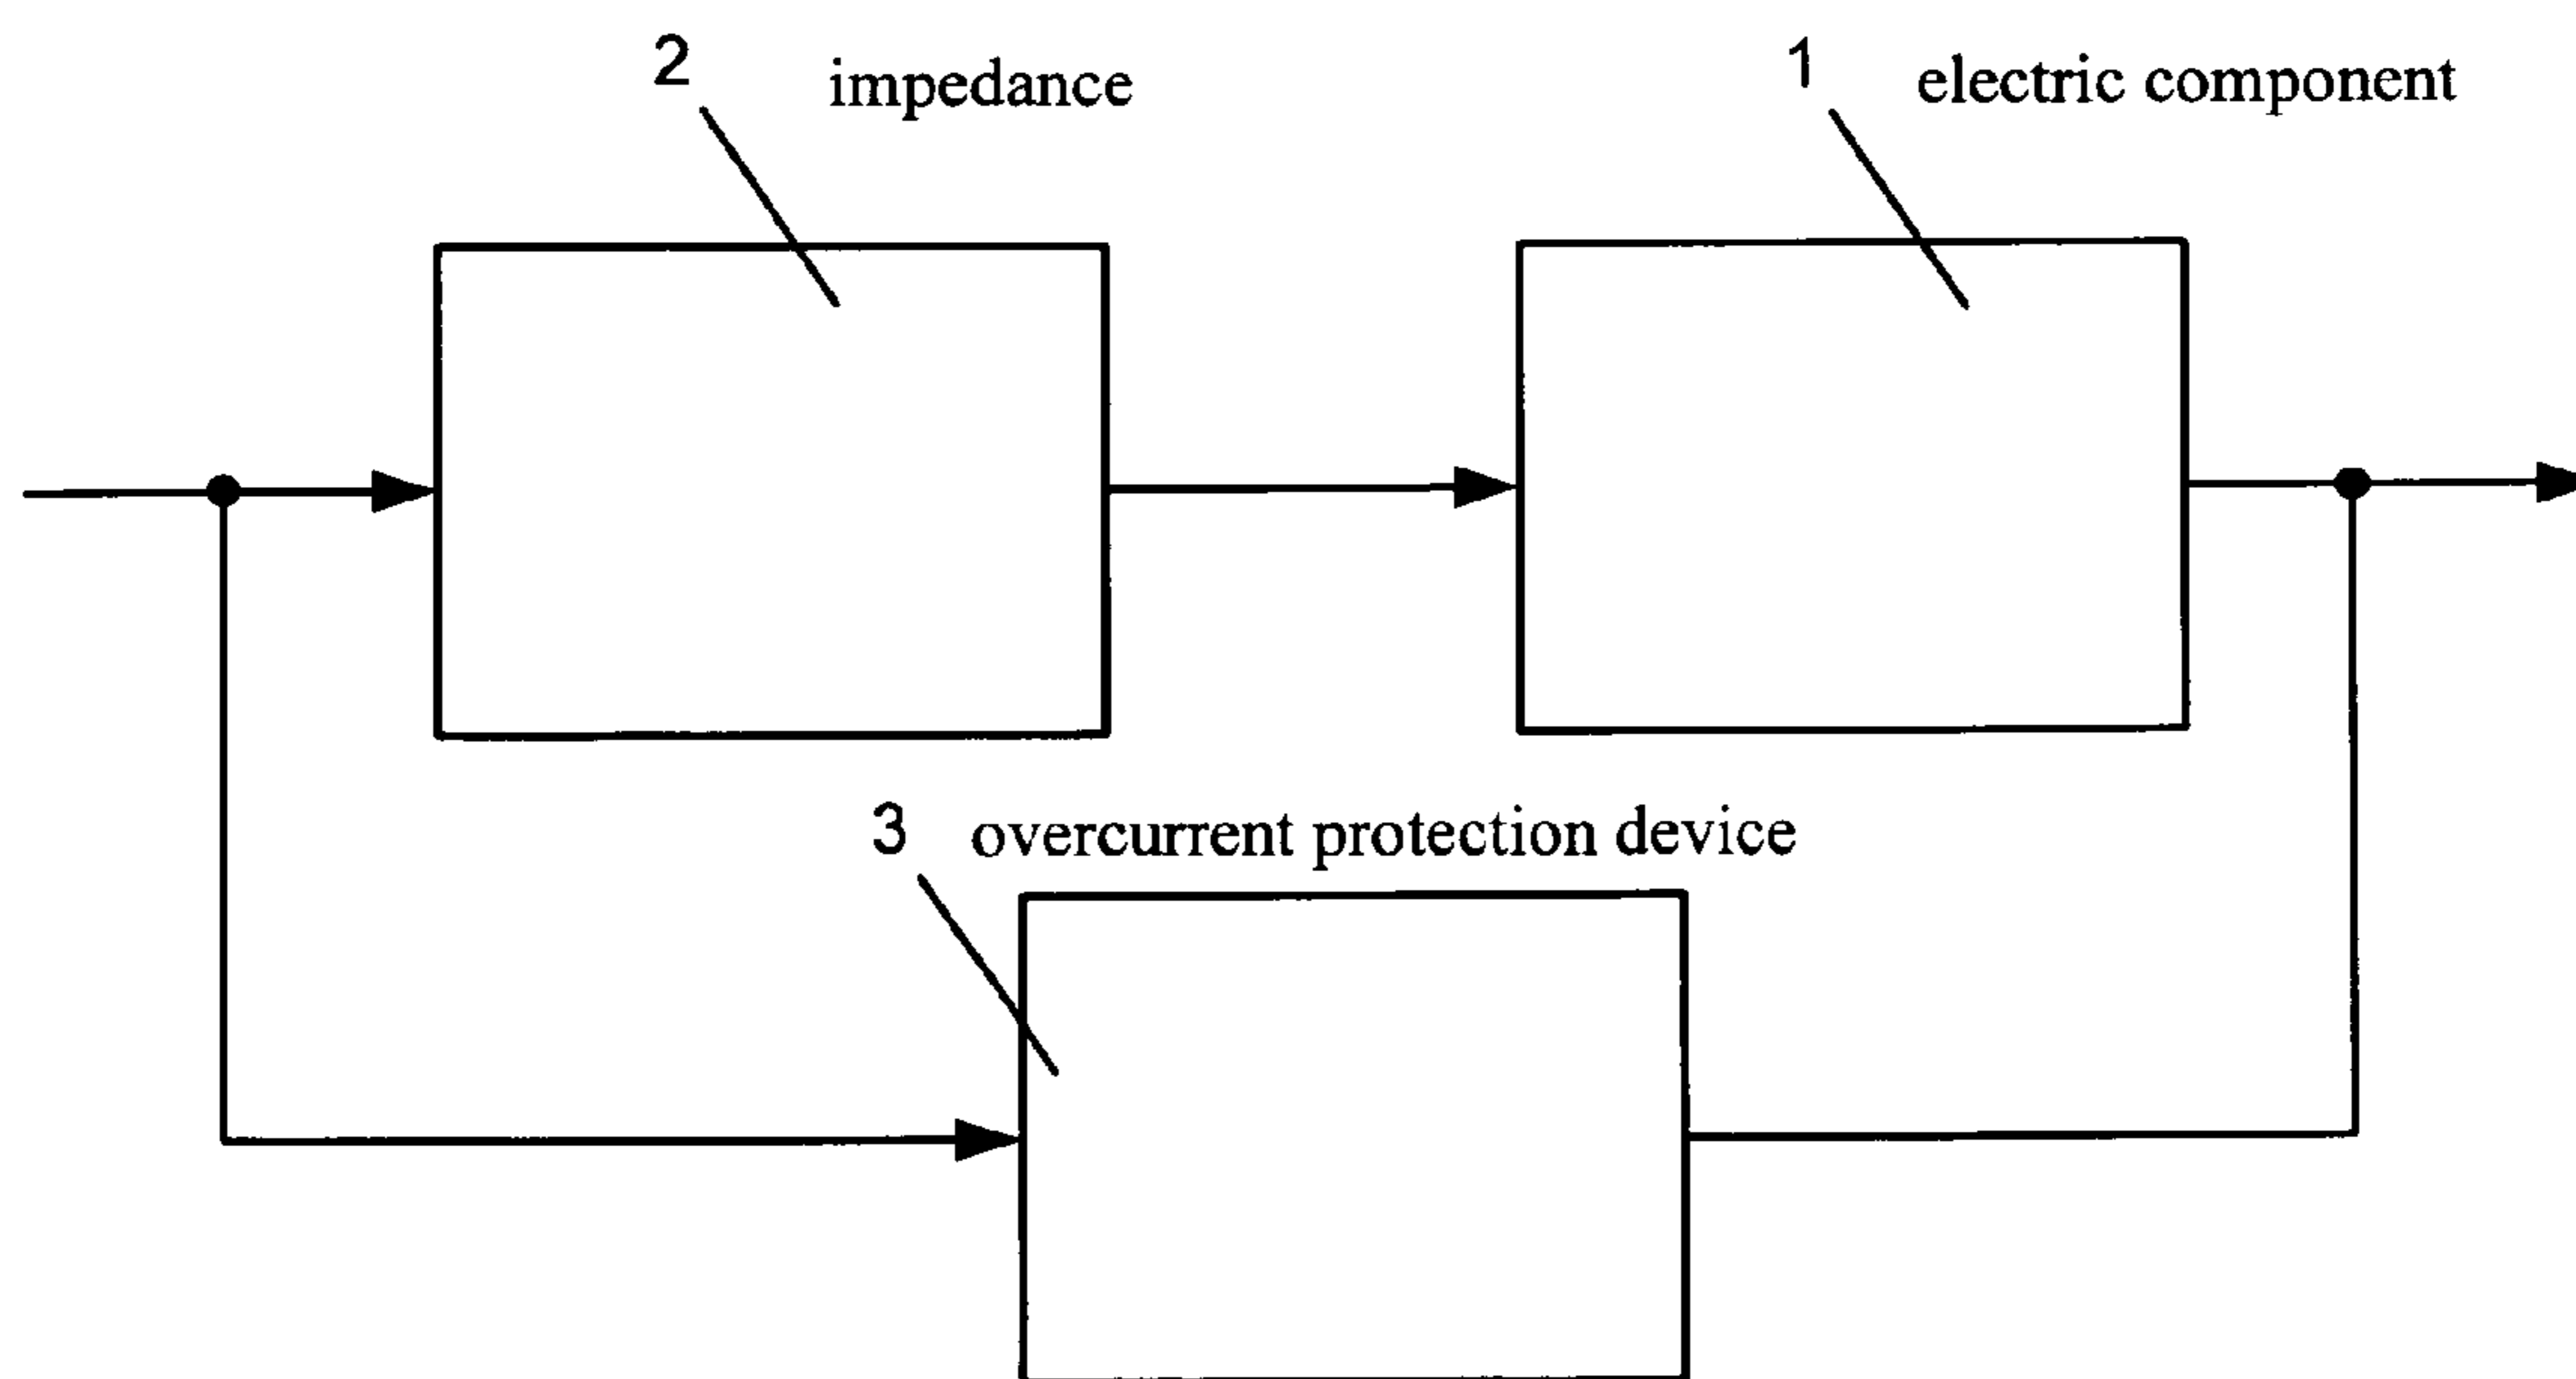 2 impedance
1 electric component
3 overcurrent protection device